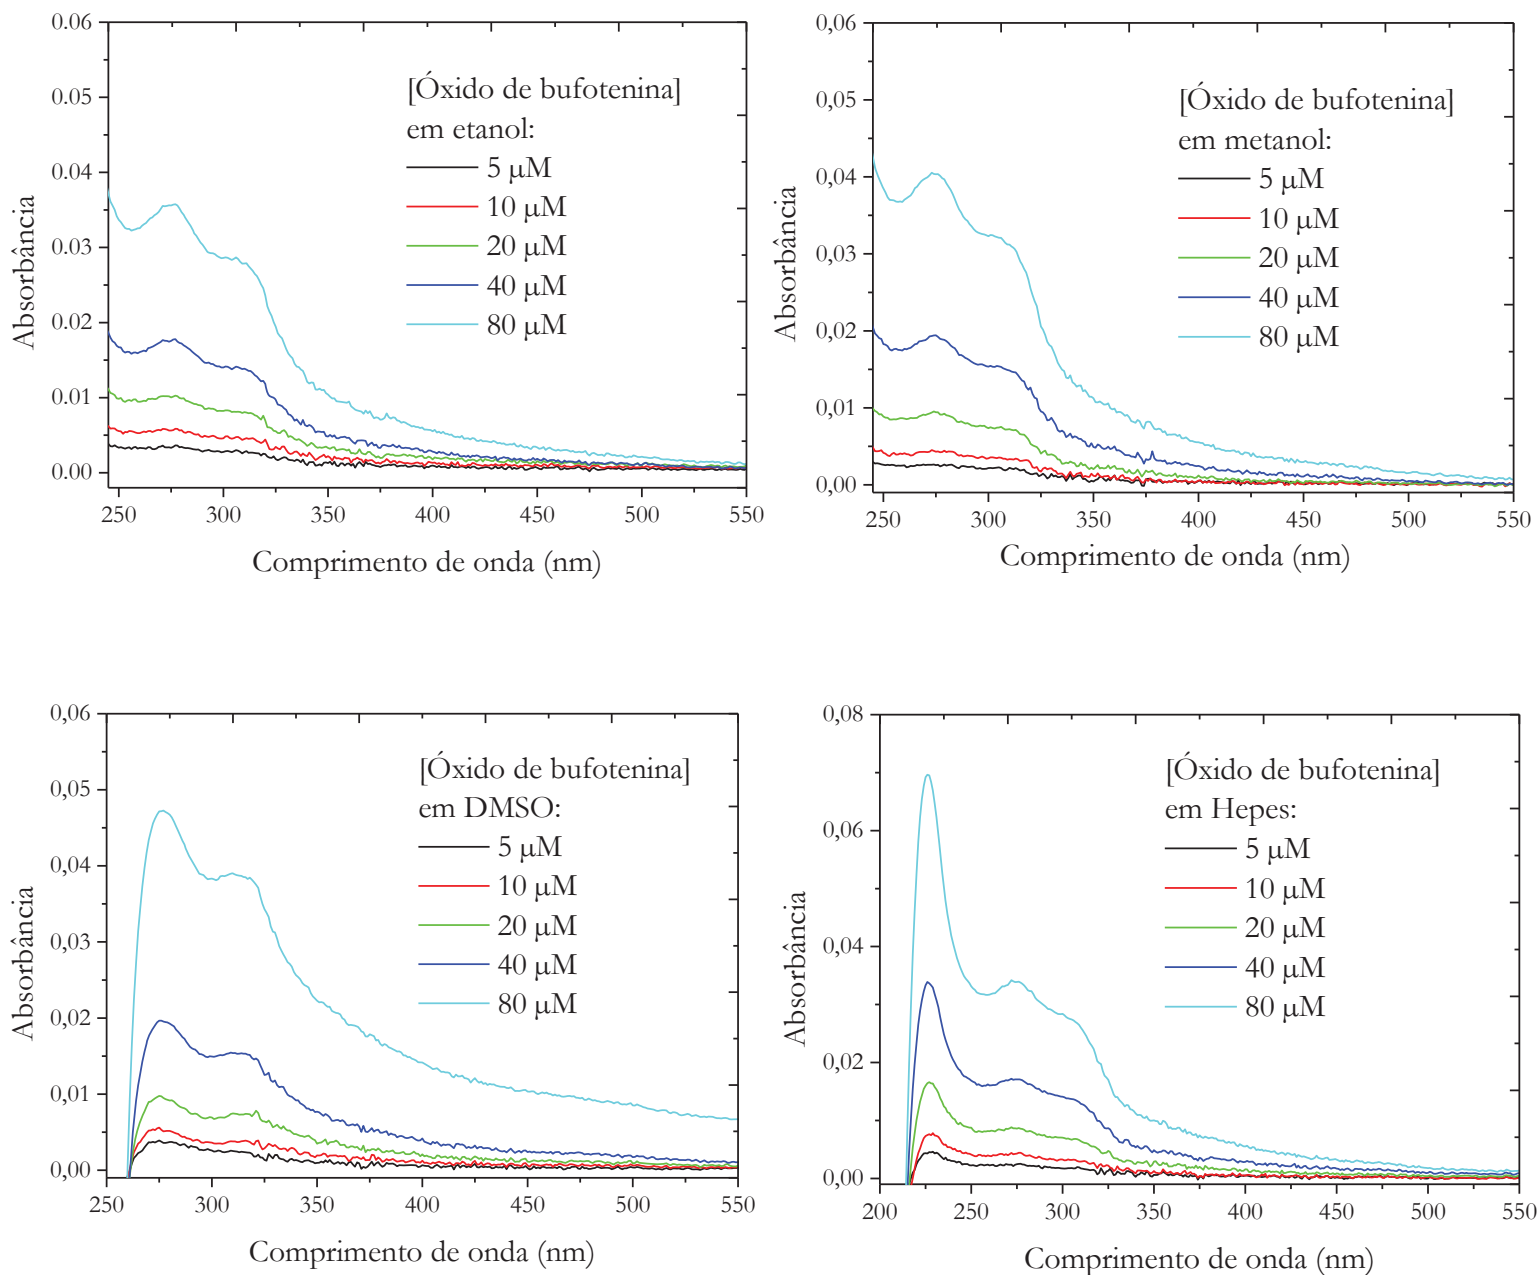 0.06
0.05
0.04
0.03
0.02
0.01
0.00
Absorbância
[Óxido de bufotenina]
em etanol:
5 μM
10 μM
20 μM
40 μM
80 μM
250 300 350 400 450 500 550
Comprimento de onda (nm)
0,06
0,05
0,04
0,03
0,02
0,01
0,00
Absorbância
[Óxido de bufotenina]
em metanol:
5 μM
10 μM
20 μM
40 μM
80 μM
250 300 350 400 450 500 550
Comprimento de onda (nm)
0,06
0,05
0,04
0,03
0,02
0,01
0,00
Absorbância
[Óxido de bufotenina]
em DMSO:
5 μM
10 μM
20 μM
40 μM
80 μM
250 300 350 400 450 500 550
Comprimento de onda (nm)
0,08
0,06
0,04
0,02
0,00
Absorbância
[Óxido de bufotenina]
em Hepes:
5 μM
10 μM
20 μM
40 μM
80 μM
200 250 300 350 400 450 500 550
Comprimento de onda (nm)